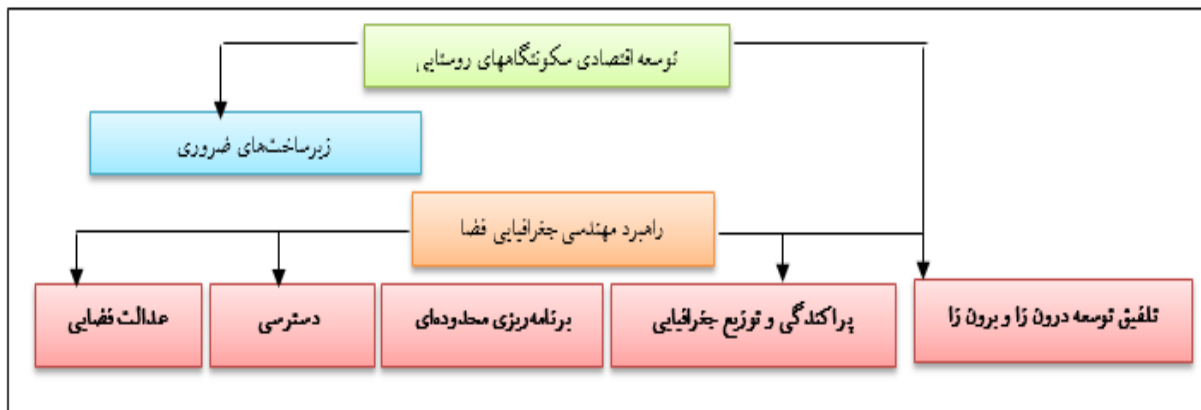 توسعه اقتصادی سکونتگاههای روستایی
زیرساخت‌های ضروری
راهبرد مهندسی جغرافیایی فضا
تلفیق توسعه درون زا و برون زا
پراکندگی و توزیع جغرافیایی
برنامه‌ریزی محدوده‌ای
دسترسی
عدالت فضایی